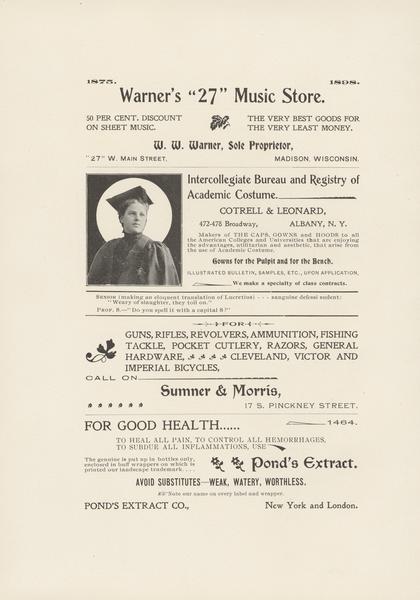 1875. 1898.
Warner's "27" Music Store.
50 PER CENT. DISCOUNT
ON SHEET MUSIC.
THE VERY BEST GOODS FOR
THE VERY LEAST MONEY.
W. W. Warner, Sole Proprietor,
"27" W. MAIN STREET. MADISON, WISCONSIN.
Intercollegiate Bureau and Registry of
Academic Costume.
COTRELL & LEONARD,
472-478 Broadway, ALBANY, N. Y.
Makers of THE CAPS, GOWNS and HOODS to all
the American Colleges and Universities that are enjoying
the advantages, utilitarian and aesthetic, that arise from
the use of Academic Costume.
Gowns for the Pulpit and for the Bench.
ILLUSTRATED BULLETIN, SAMPLES, ETC., UPON APPLICATION,
We make a specialty of class contracts.
SENIOR (making an eloquent translation of Lucretius) - - - sanguine defessi sudent:
"Weary of slaughter, they toil on."
PROF. S.—"Do you spell it with a capital S?"
FOR
GUNS, RIFLES, REVOLVERS, AMMUNITION, FISHING
TACKLE, POCKET CUTLERY, RAZORS, GENERAL
HARDWARE, CLEVELAND, VICTOR AND
IMPERIAL BICYCLES,
CALL ON
Sumner & Morris,
17 S. PINCKNEY STREET.
FOR GOOD HEALTH...... 1464.
TO HEAL ALL PAIN, TO CONTROL ALL HEMORRHAGES,
TO SUBDUE ALL INFLAMMATIONS, USE
The genuine is put up in bottles only,
enclosed in buff wrappers on which is
printed our landscape trademark....
Pond's Extract.
AVOID SUBSTITUTES—WEAK, WATERY, WORTHLESS.
Note our name on every label and wrapper.
POND'S EXTRACT CO., New York and London.